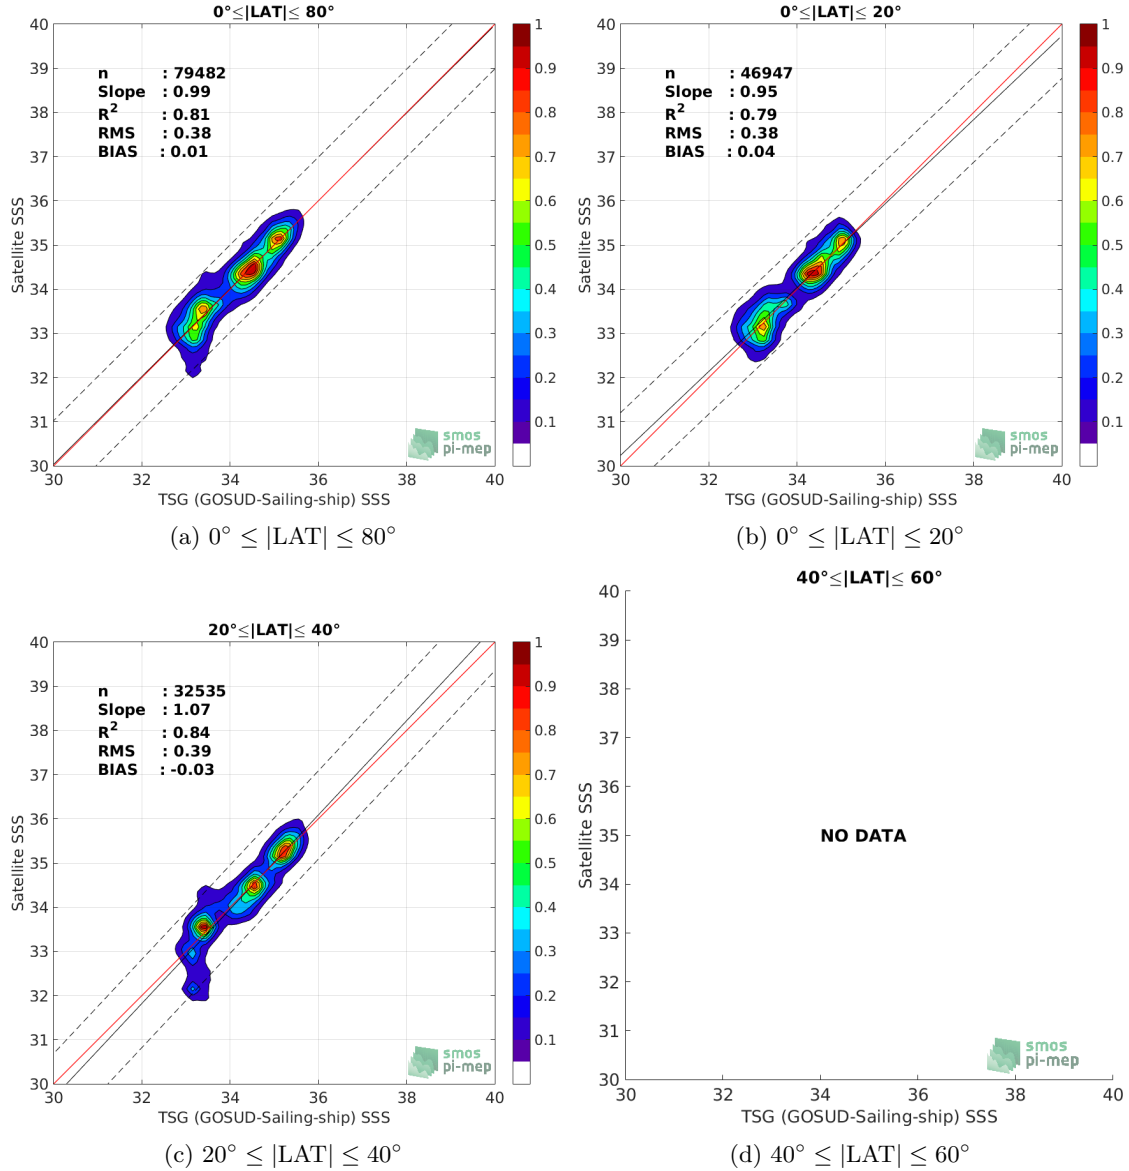 0°≤|LAT|≤ 80°
40
39
38
37
36
35
34
33
32
31
30
30
32
34
36
38
40
Satellite SSS
TSG (GOSUD-Sailing-ship) SSS
n : 79482
Slope : 0.99
R² : 0.81
RMS : 0.38
BIAS : 0.01
1
0.9
0.8
0.7
0.6
0.5
0.4
0.3
0.2
0.1
smos
pi-mep
(a) 0° ≤ |LAT| ≤ 80°
0°≤|LAT|≤ 20°
40
39
38
37
36
35
34
33
32
31
30
30
32
34
36
38
40
Satellite SSS
TSG (GOSUD-Sailing-ship) SSS
n : 46947
Slope : 0.95
R² : 0.79
RMS : 0.38
BIAS : 0.04
1
0.9
0.8
0.7
0.6
0.5
0.4
0.3
0.2
0.1
smos
pi-mep
(b) 0° ≤ |LAT| ≤ 20°
20°≤|LAT|≤ 40°
40
39
38
37
36
35
34
33
32
31
30
30
32
34
36
38
40
Satellite SSS
TSG (GOSUD-Sailing-ship) SSS
n : 32535
Slope : 1.07
R² : 0.84
RMS : 0.39
BIAS : -0.03
1
0.9
0.8
0.7
0.6
0.5
0.4
0.3
0.2
0.1
smos
pi-mep
(c) 20° ≤ |LAT| ≤ 40°
40°≤|LAT|≤ 60°
40
39
38
37
36
35
34
33
32
31
30
30
32
34
36
38
40
Satellite SSS
TSG (GOSUD-Sailing-ship) SSS
NO DATA
smos
pi-mep
(d) 40° ≤ |LAT| ≤ 60°